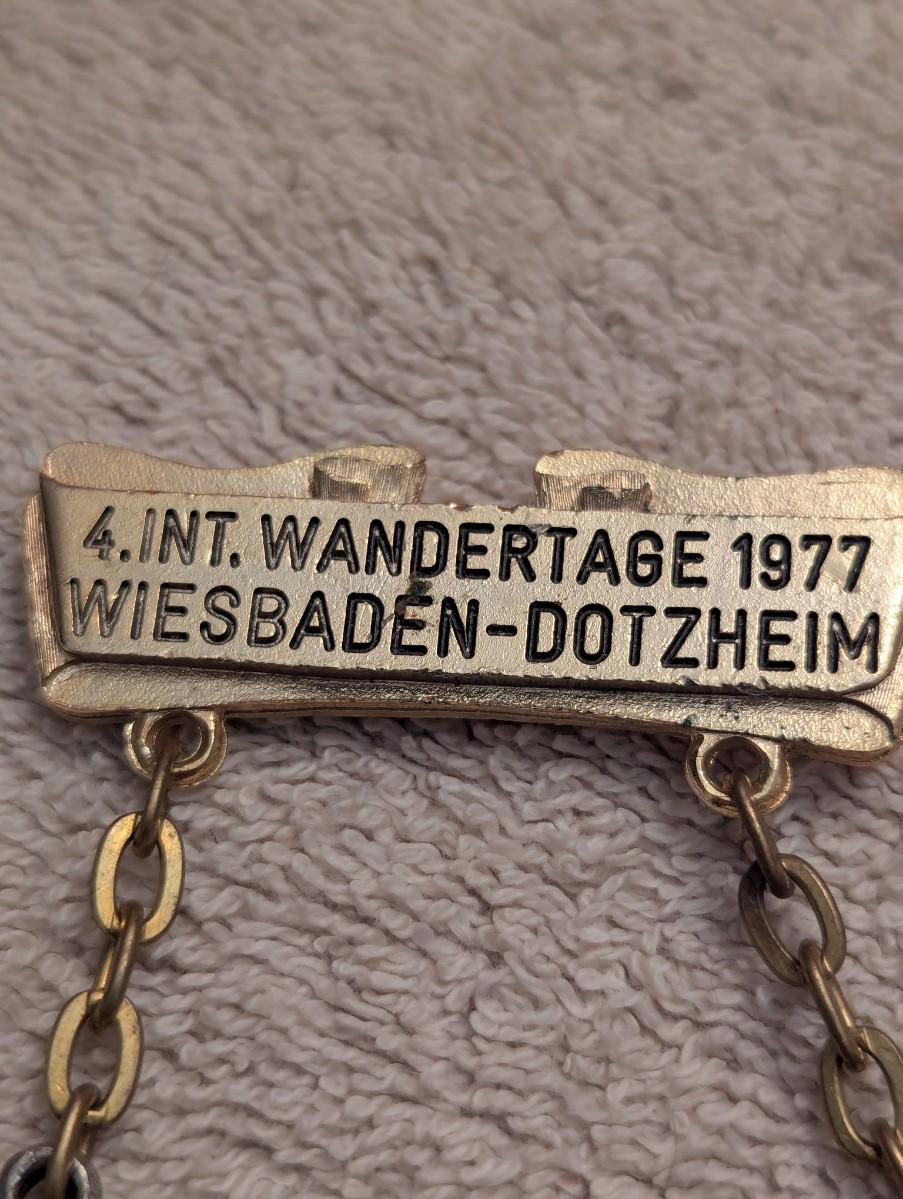 4.INT. WANDERTAGE 1977
WIESBADEN-DOTZHEIM